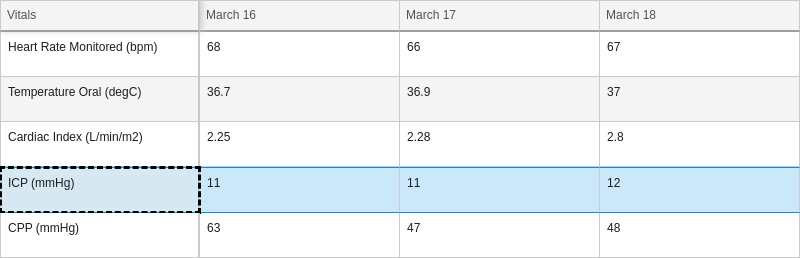 Vitals March 16 March 17 March 18
Heart Rate Monitored (bpm) 68 66 67
Temperature Oral (degC) 36.7 36.9 37
Cardiac Index (L/min/m2) 2.25 2.28 2.8
ICP (mmHg) 11 11 12
CPP (mmHg) 63 47 48